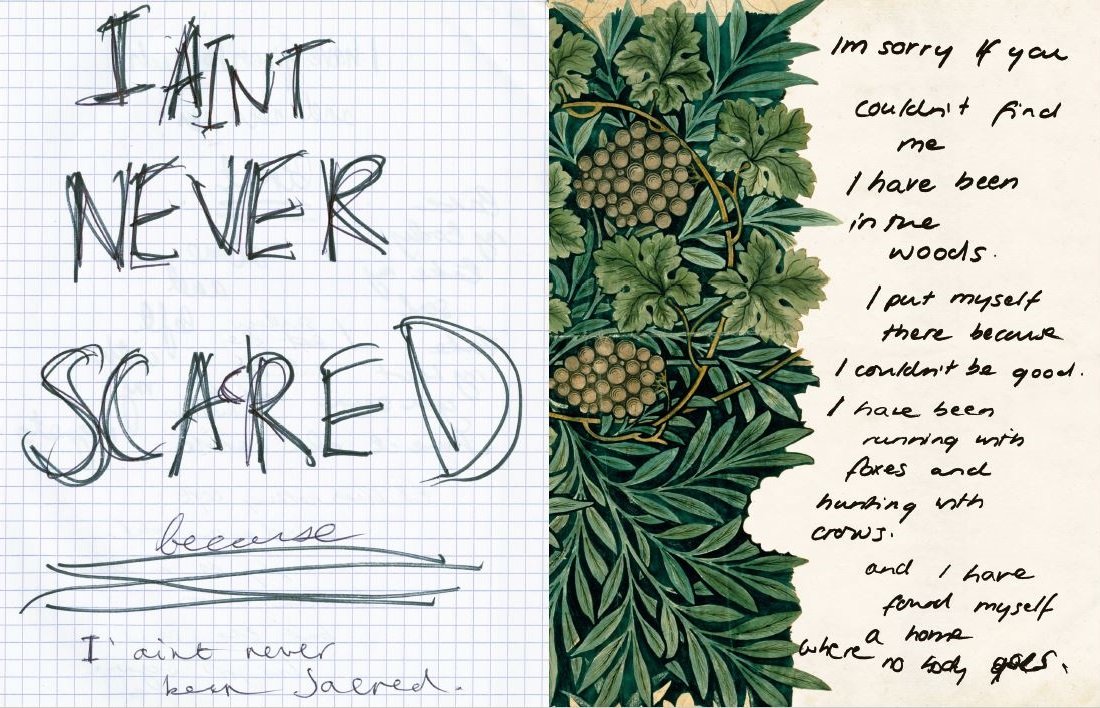 I AINT
NEVER
SCARED
because
I aint never
been Sacred.
Im sorry if you
couldn't find
me
I have been
in the
woods.
I put myself
there because
I couldn't be good.
I have been
running with
foxes and
hunting with
crows.
and I have
found myself
a home
where no body goes.